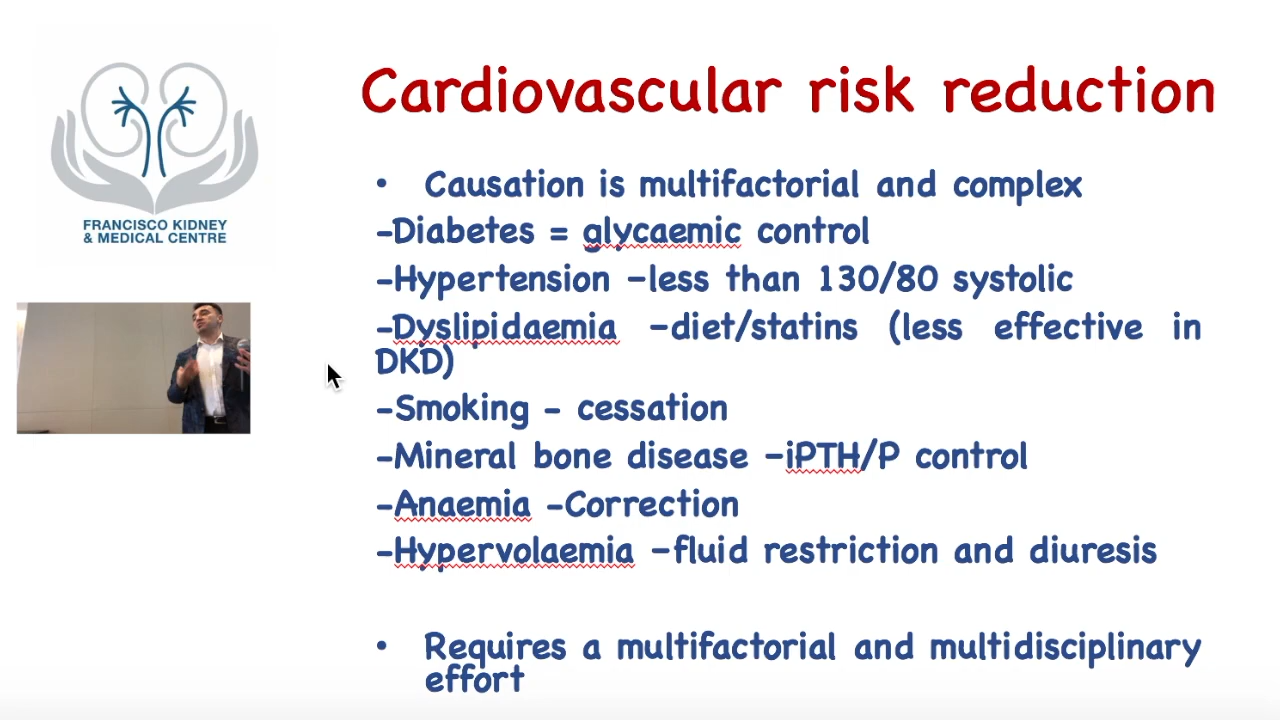 Cardiovascular risk reduction
FRANCISCO KIDNEY
& MEDICAL CENTRE
• Causation is multifactorial and complex
-Diabetes = glycaemic control
-Hypertension –less than 130/80 systolic
-Dyslipidaemia –diet/statins (less effective in
DKD)
-Smoking – cessation
-Mineral bone disease –iPTH/P control
-Anaemia -Correction
-Hypervolaemia –fluid restriction and diuresis
• Requires a multifactorial and multidisciplinary
effort